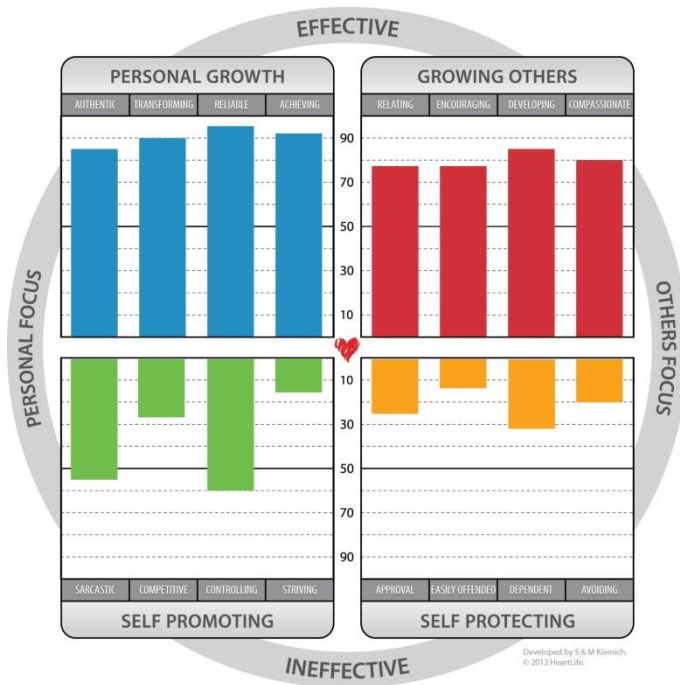 EFFECTIVE
PERSONAL GROWTH
GROWING OTHERS
AUTHENTIC TRANSFORMING RELIABLE ACHIEVING
RELATING ENCOURAGING DEVELOPING COMPASSIONATE
90
70
50
30
10
PERSONAL FOCUS
OTHERS FOCUS
10
30
50
70
90
SARCASTIC COMPETITIVE CONTROLLING STRIVING
APPROVAL EASILY OFFENDED DEPENDENT AVOIDING
SELF PROMOTING
SELF PROTECTING
INEFFECTIVE
Developed by S & M Klemich.
© 2012 HeartLife.